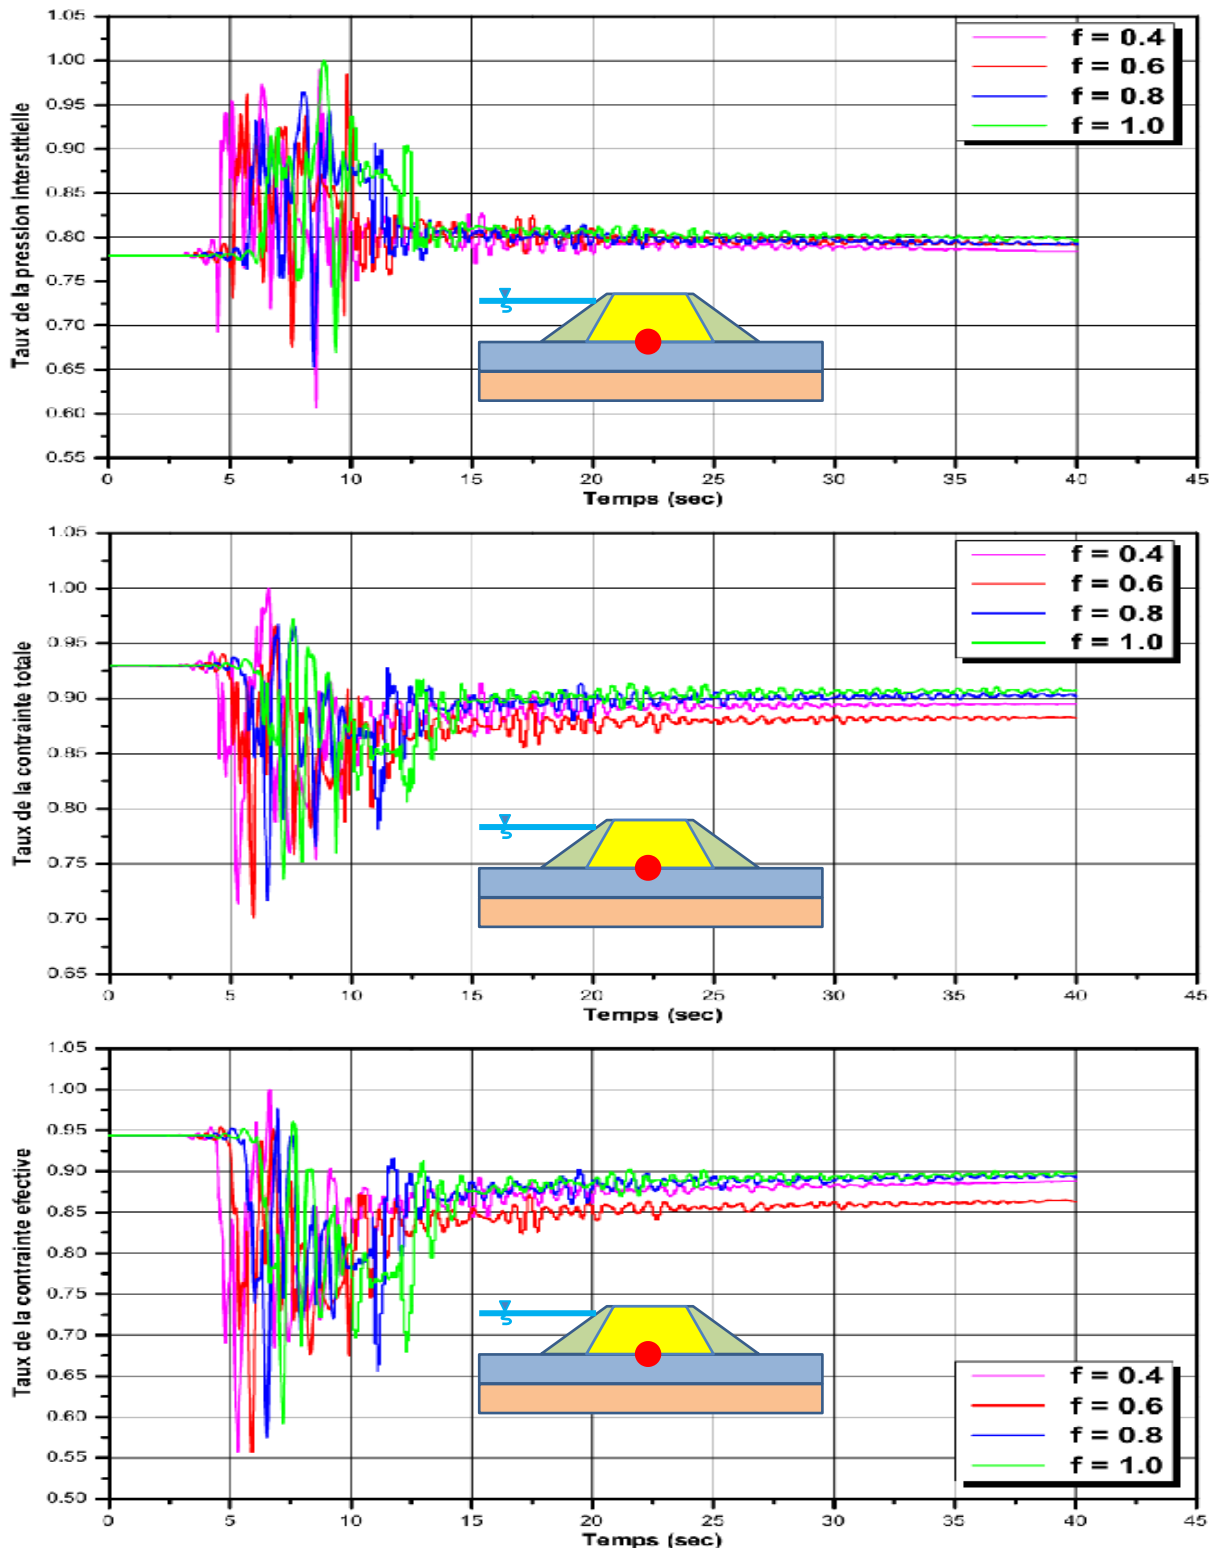 Taux de la pression interstitielle
1.05
1.00
0.95
0.90
0.85
0.80
0.75
0.70
0.65
0.60
0.55
f = 0.4
f = 0.6
f = 0.8
f = 1.0
0 5 10 15 20 25 30 35 40 45
Temps (sec)
Taux de la contrainte totale
1.05
1.00
0.95
0.90
0.85
0.80
0.75
0.70
0.65
f = 0.4
f = 0.6
f = 0.8
f = 1.0
0 5 10 15 20 25 30 35 40 45
Temps (sec)
Taux de la contrainte efective
1.05
1.00
0.95
0.90
0.85
0.80
0.75
0.70
0.65
0.60
0.55
0.50
f = 0.4
f = 0.6
f = 0.8
f = 1.0
0 5 10 15 20 25 30 35 40 45
Temps (sec)